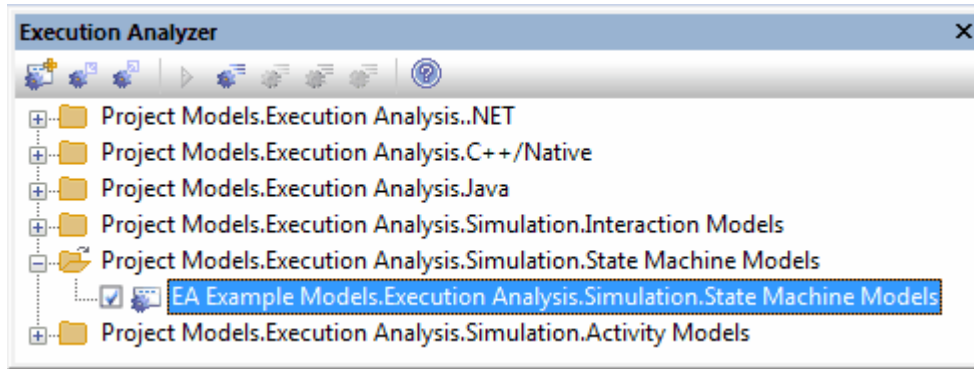 Execution Analyzer
Project Models.Execution Analysis..NET
Project Models.Execution Analysis.C++/Native
Project Models.Execution Analysis.Java
Project Models.Execution Analysis.Simulation.Interaction Models
Project Models.Execution Analysis.Simulation.State Machine Models
EA Example Models.Execution Analysis.Simulation.State Machine Models
Project Models.Execution Analysis.Simulation.Activity Models